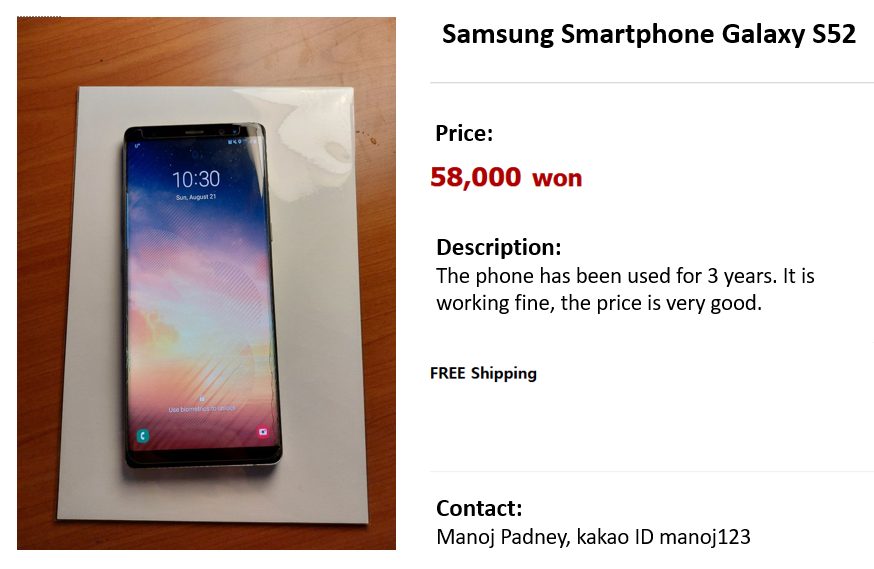 Samsung Smartphone Galaxy S52
Price:
58,000 won
Description:
The phone has been used for 3 years. It is
working fine, the price is very good.
FREE Shipping
Contact:
Manoj Padney, kakao ID manoj123
10:30
Sun, August 21
Use biometrics to unlock